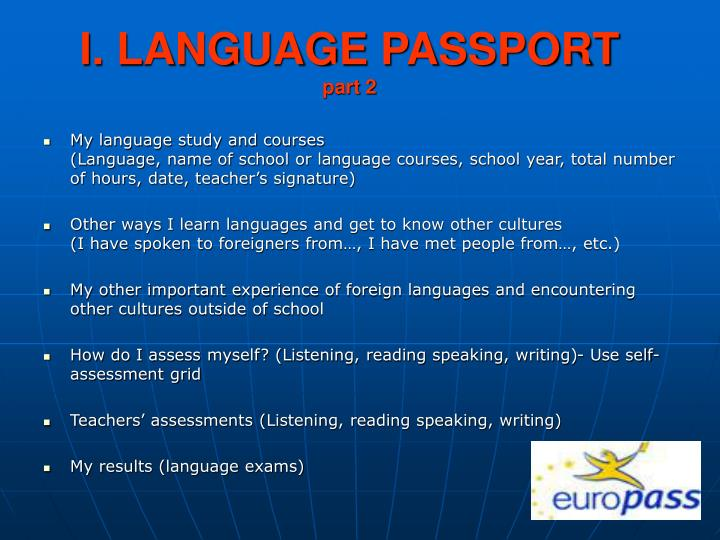 I. LANGUAGE PASSPORT
part 2
My language study and courses
(Language, name of school or language courses, school year, total number
of hours, date, teacher’s signature)
Other ways I learn languages and get to know other cultures
(I have spoken to foreigners from…, I have met people from…, etc.)
My other important experience of foreign languages and encountering
other cultures outside of school
How do I assess myself? (Listening, reading speaking, writing)- Use self-
assessment grid
Teachers’ assessments (Listening, reading speaking, writing)
My results (language exams)
europass